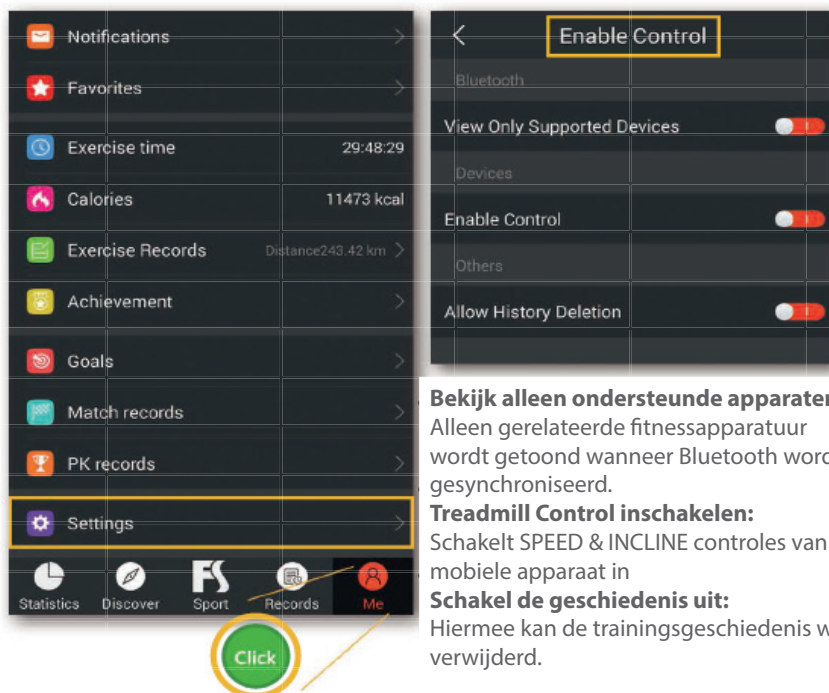 Notifications
Favorites
Exercise time 29:48:29
Calories 11473 kcal
Exercise Records Distance243.42 km
Achievement
Goals
Match records
PK records
Settings
Statistics Discover Sport Records Me
Click
Enable Control
Bluetooth
View Only Supported Devices
Devices
Enable Control
Others
Allow History Deletion
Bekijk alleen ondersteunde apparaten
Alleen gerelateerde fitnessapparatuur
wordt getoond wanneer Bluetooth word
gesynchroniseerd.
Treadmill Control inschakelen:
Schakelt SPEED & INCLINE controles van
mobiele apparaat in
Schakel de geschiedenis uit:
Hiermee kan de trainingsgeschiedenis w
verwijderd.